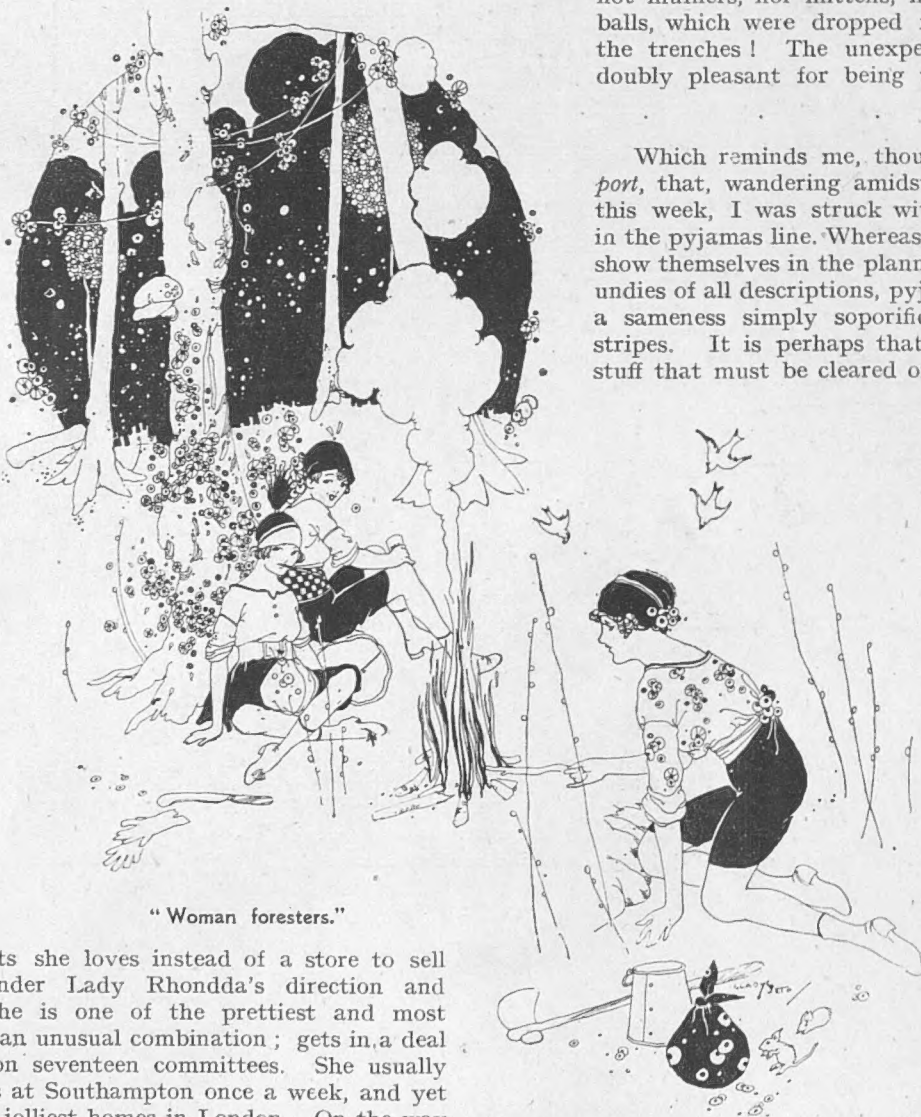 not mufflers, nor mittens,
balls, which were dropped
the trenches ! The unexpe
doubly pleasant for being
Which reminds me, thou
port, that, wandering amids
this week, I was struck wi
in the pyjamas line. Whereas
show themselves in the plann
undies of all descriptions, pyj
a sameness simply soporific
stripes. It is perhaps that
stuff that must be cleared o
“ Woman foresters.”
ts she loves instead of a store to sell
nder Lady Rhondda's direction and
he is one of the prettiest and most
an unusual combination ; gets in a deal
on seventeen committees. She usually
s at Southampton once a week, and yet
jolliest homes in London. On the way